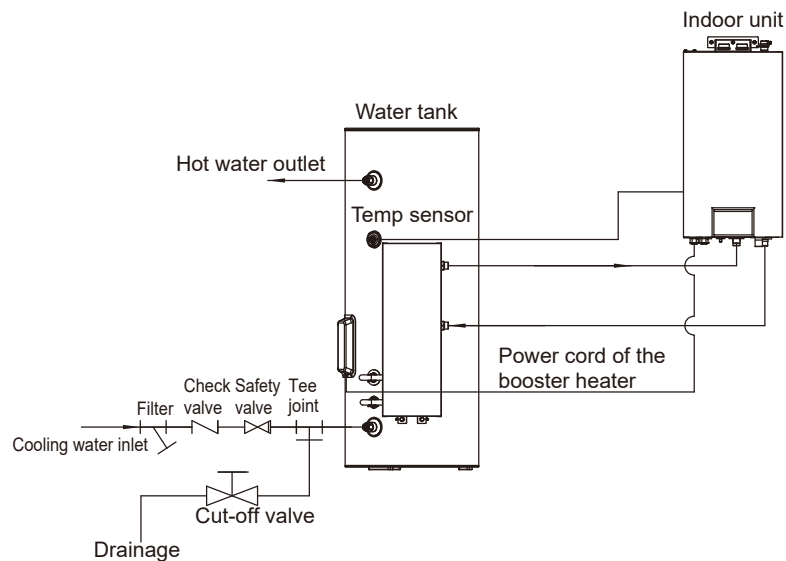 Indoor unit
Water tank
Hot water outlet
Temp sensor
Power cord of the
booster heater
Check Safety Tee
Filter valve valve joint
Cooling water inlet
Cut-off valve
Drainage